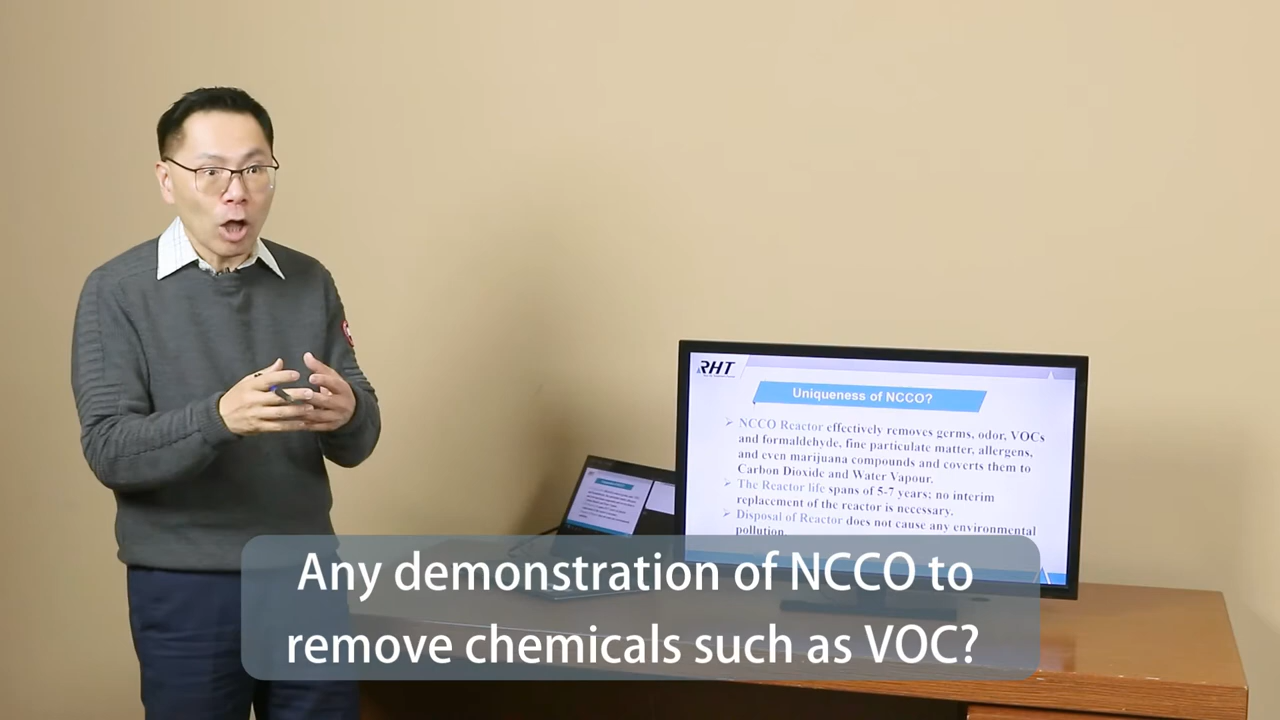 RHT
Uniqueness of NCCO?
NCCO Reactor effectively removes germs, odor, VOCs
and formaldehyde, fine particulate matter, allergens,
and even marijuana compounds and coverts them to
Carbon Dioxide and Water Vapour.
The Reactor life spans of 5-7 years; no interim
replacement of the reactor is necessary.
Disposal of Reactor does not cause any environmental
pollution.
Any demonstration of NCCO to
remove chemicals such as VOC?